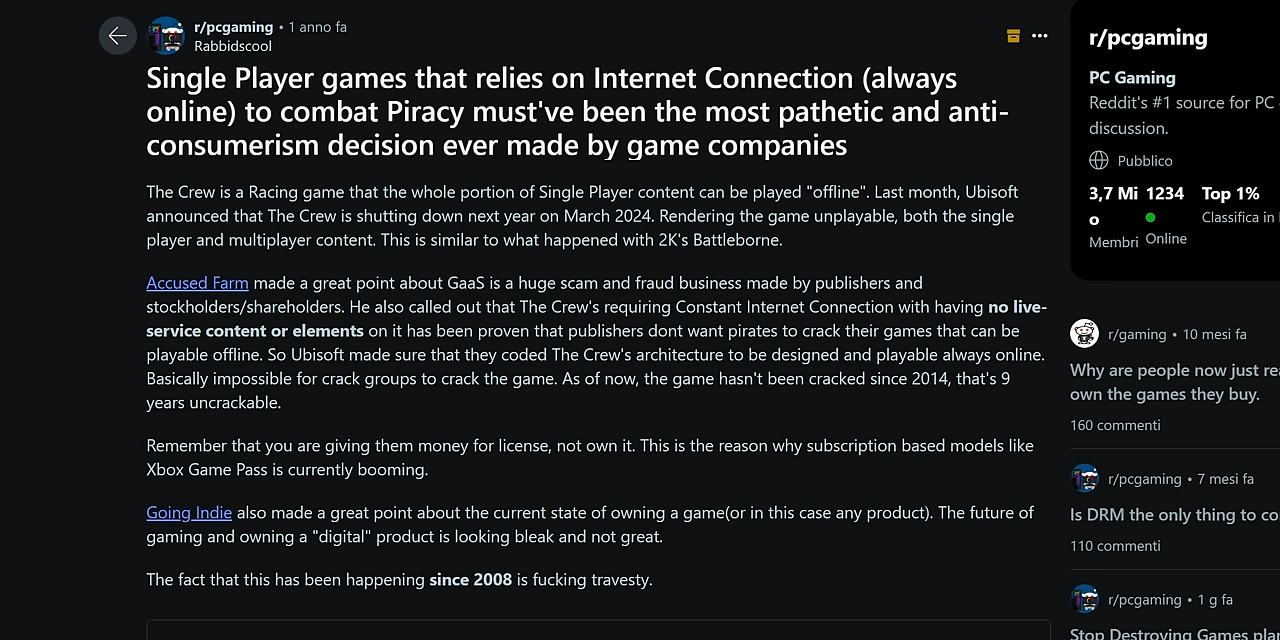 r/pcgaming • 1 anno fa
Rabbidscool
Single Player games that relies on Internet Connection (always
online) to combat Piracy must've been the most pathetic and anti-
consumerism decision ever made by game companies
The Crew is a Racing game that the whole portion of Single Player content can be played "offline". Last month, Ubisoft
announced that The Crew is shutting down next year on March 2024. Rendering the game unplayable, both the single
player and multiplayer content. This is similar to what happened with 2K's Battleborne.
Accused Farm made a great point about GaaS is a huge scam and fraud business made by publishers and
stockholders/shareholders. He also called out that The Crew's requiring Constant Internet Connection with having no live-
service content or elements on it has been proven that publishers dont want pirates to crack their games that can be
playable offline. So Ubisoft made sure that they coded The Crew's architecture to be designed and playable always online.
Basically impossible for crack groups to crack the game. As of now, the game hasn't been cracked since 2014, that's 9
years uncrackable.
Remember that you are giving them money for license, not own it. This is the reason why subscription based models like
Xbox Game Pass is currently booming.
Going Indie also made a great point about the current state of owning a game(or in this case any product). The future of
gaming and owning a "digital" product is looking bleak and not great.
The fact that this has been happening since 2008 is fucking travesty.
r/pcgaming
PC Gaming
Reddit's #1 source for PC
discussion.
Pubblico
3,7 Mi 1234 Top 1%
o
Classifica in
Membri Online
r/gaming • 10 mesi fa
Why are people now just rea
own the games they buy.
160 commenti
r/pcgaming • 7 mesi fa
Is DRM the only thing to co
110 commenti
r/pcgaming • 1 g fa
Stop Destroying Games pla